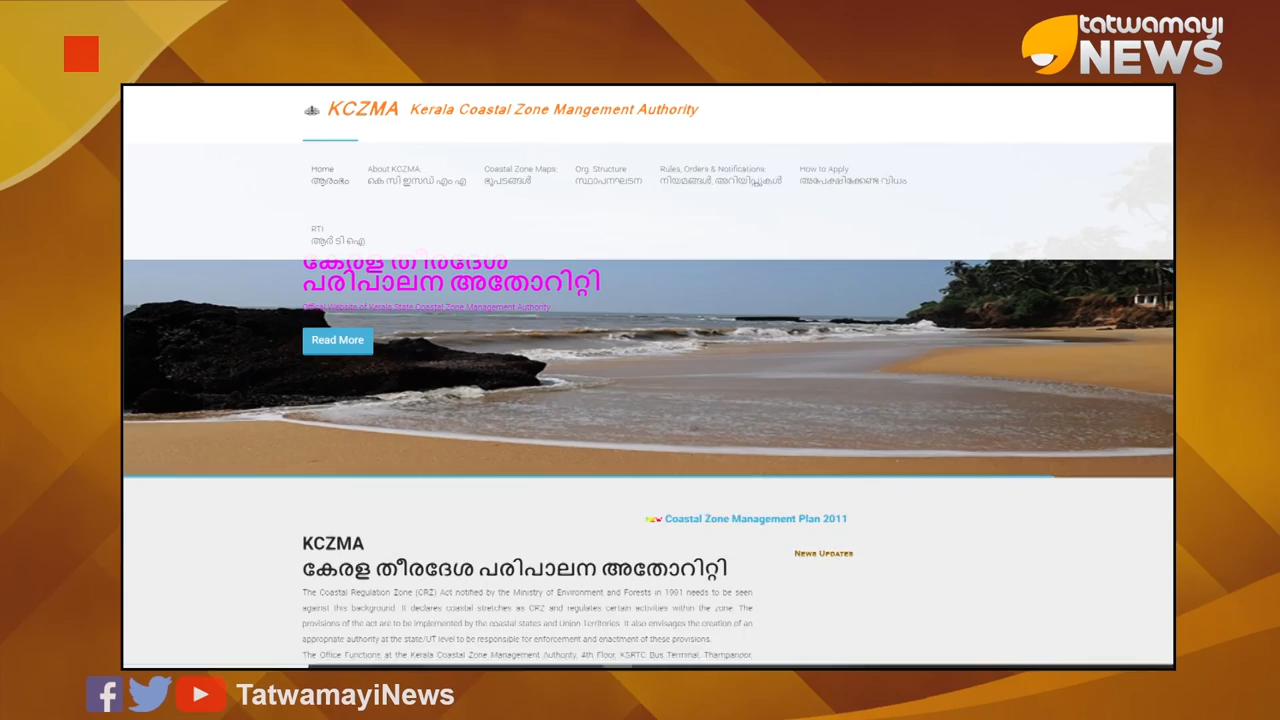 tatwamayi
NEWS
KCZMA Kerala Coastal Zone Mangement Authority
Home
ആരംഭം
About KCZMA
കെ സി ഇസഡ് എം എ
Coastal Zone Maps:
ഭൂപടങ്ങൾ
Org. Structure
സ്ഥാപനഘടന
Rules, Orders & Notifications:
നിയമങ്ങൾ, അറിയിപ്പുകൾ
How to Apply
അപേക്ഷിക്കേണ്ട വിധം
RTI
ആർ ടി ഐ
കേരള തീരദേശ
പരിപാലന അതോറിറ്റി
Offical Website of Kerala State Coastal Zone Management Authority
Read More
Coastal Zone Management Plan 2011
News Updates
KCZMA
കേരള തീരദേശ പരിപാലന അതോറിറ്റി
The Coastal Regulation Zone (CRZ) Act notified by the Ministry of Environment and Forests in 1991 needs to be seen
against this background. It declares coastal stretches as CRZ and regulates certain activities within the zone. The
provisions of the act are to be implemented by the coastal states and Union Territories. It also envisages the creation of an
appropriate authority at the state/UT level to be responsible for enforcement and enactment of these provisions.
The Office Functions at the Kerala Coastal Zone Management Authority, 4th Floor, KSRTC Bus Terminal, Thampanoor,
TatwamayiNews